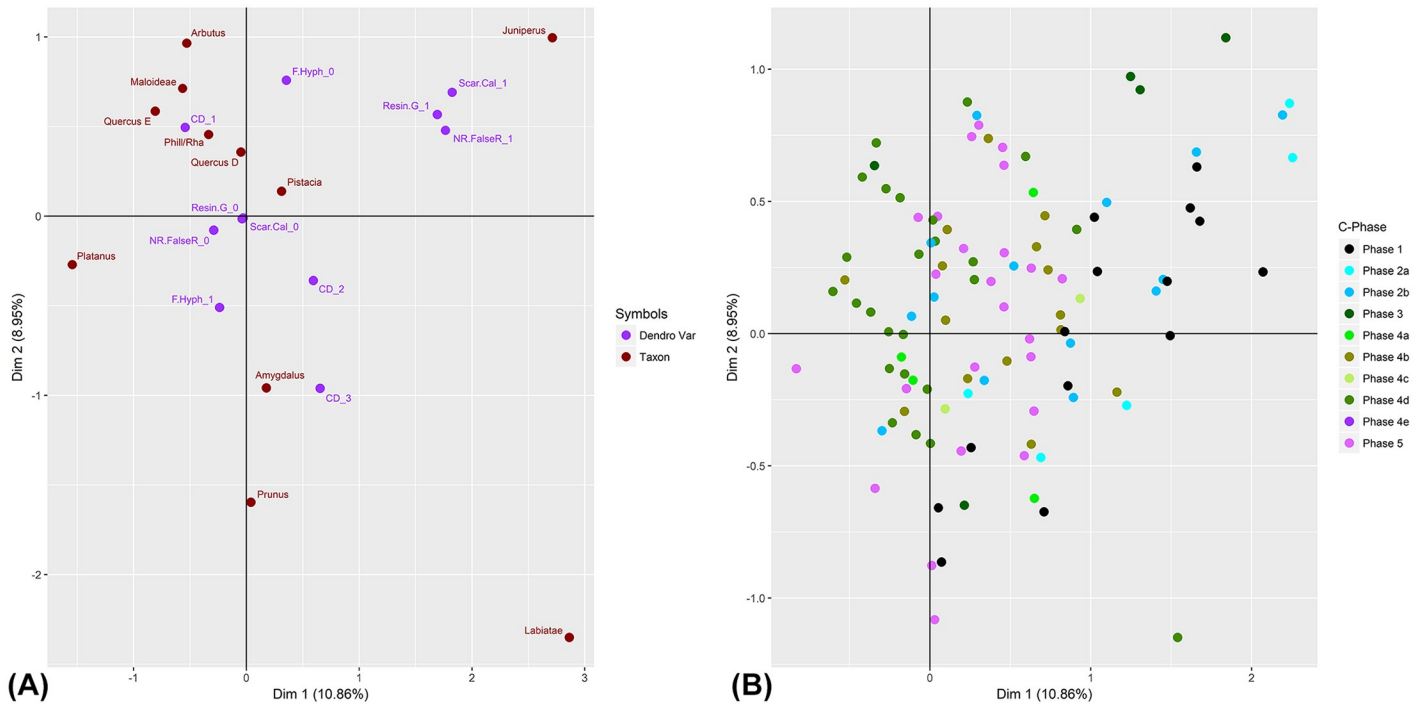 Arbutus
Juniperus
F.Hyph_0
Maloideae
Scar.Cal_1
Quercus E
CD_1
Resin.G_1
Phill/Rha
NR.FalseR_1
Quercus D
Pistacia
Resin.G_0
Scar.Cal_0
NR.FalseR_0
Platanus
CD_2
F.Hyph_1
Amygdalus
CD_3
Prunus
Labiatae
1
0
-1
-2
Dim 2 (8.95%)
-1 0 1 2 3
Dim 1 (10.86%)
(A)
Symbols
Dendro Var
Taxon
1.0
0.5
0.0
-0.5
-1.0
Dim 2 (8.95%)
0 1 2
Dim 1 (10.86%)
(B)
C-Phase
Phase 1
Phase 2a
Phase 2b
Phase 3
Phase 4a
Phase 4b
Phase 4c
Phase 4d
Phase 4e
Phase 5